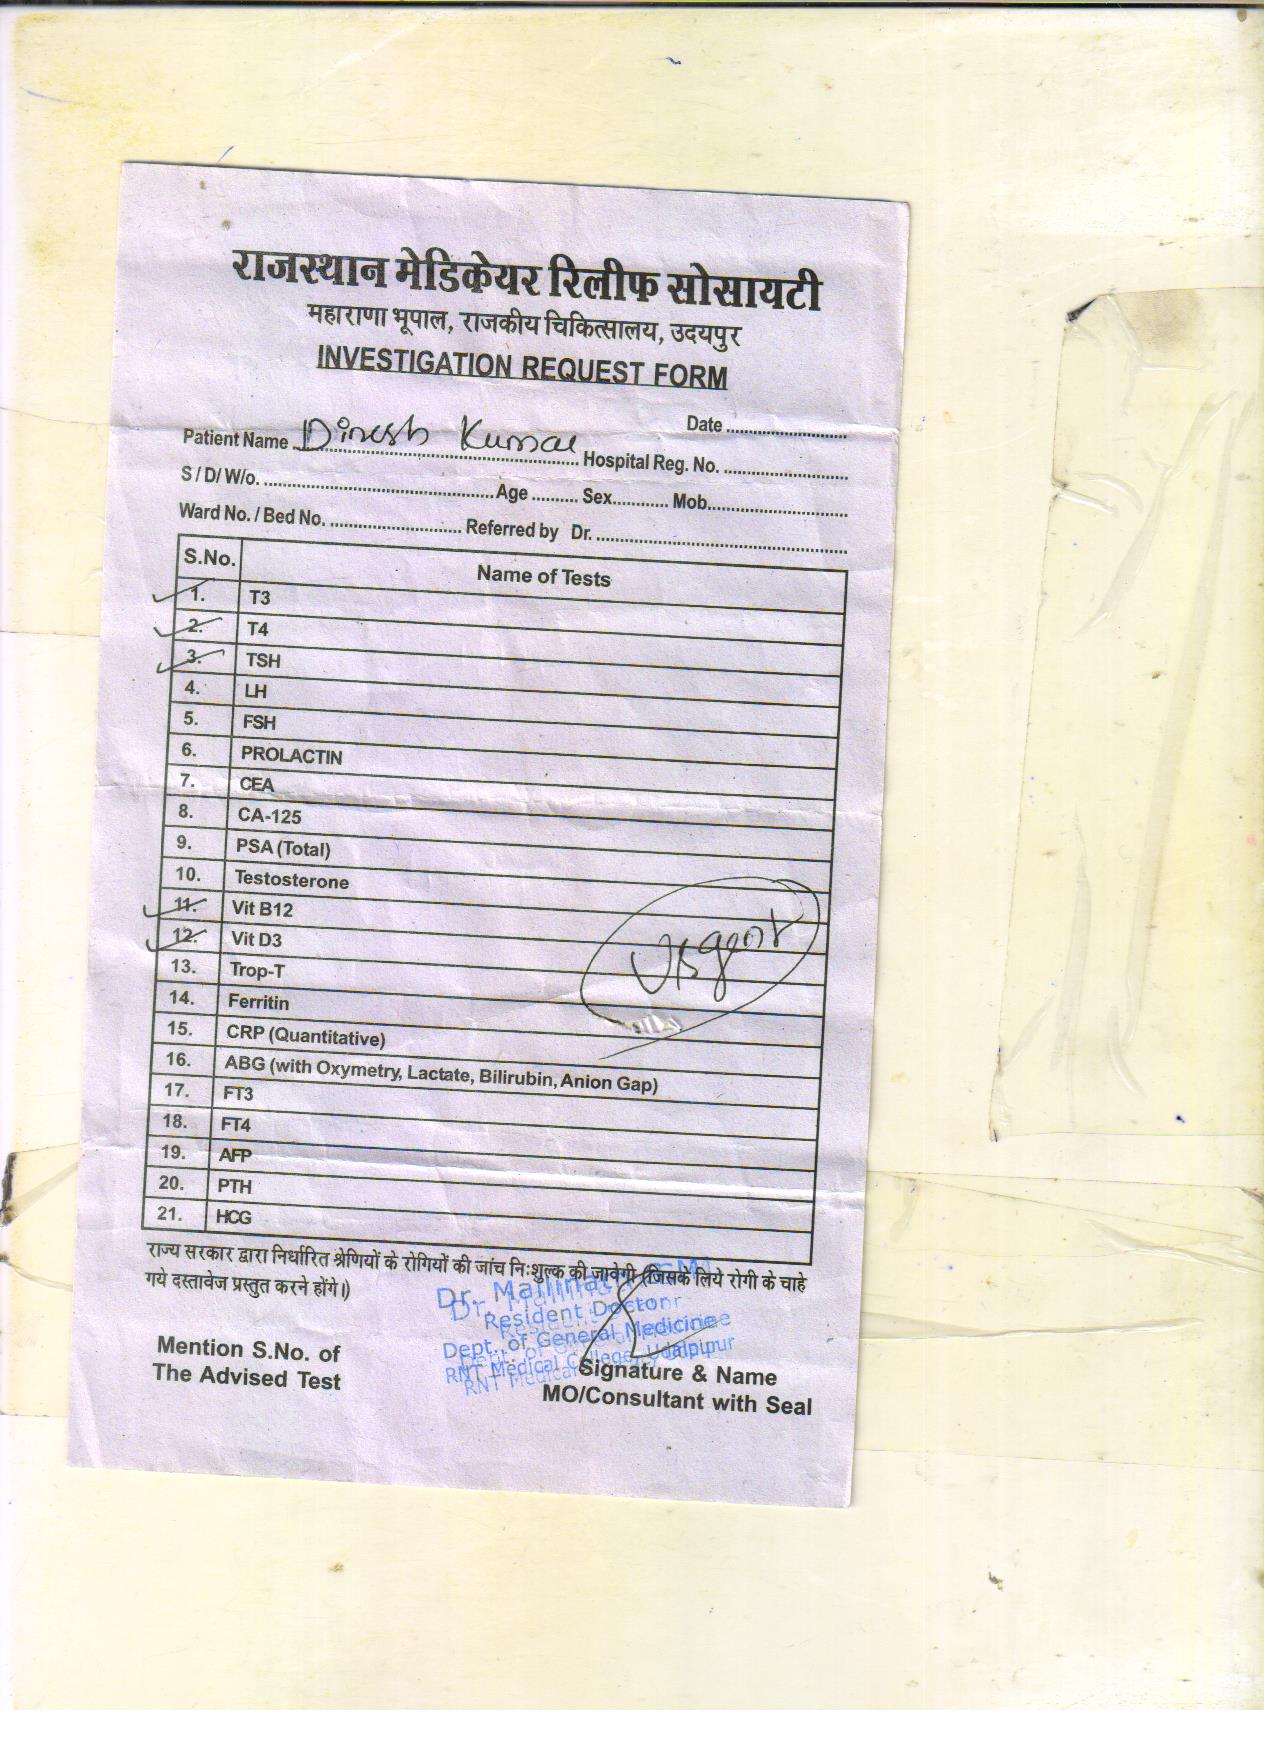 राजस्थान मेडिकेयर रिलीफ सोसायटी
महाराणा भूपाल, राजकीय चिकित्सालय, उदयपुर
INVESTIGATION REQUEST FORM
Date ..........................
Patient Name Dinesh Kumar Hospital Reg. No. ..........................
S / D/ W/o. .......................... Age .......... Sex............ Mob..........................
Ward No. / Bed No. .......................... Referred by Dr. ..........................
S.No. Name of Tests
1. T3
2. T4
3. TSH
4. LH
5. FSH
6. PROLACTIN
7. CEA
8. CA-125
9. PSA (Total)
10. Testosterone
11. Vit B12
12. Vit D3
Urgent
13. Trop-T
14. Ferritin
15. CRP (Quantitative)
16. ABG (with Oxymetry, Lactate, Bilirubin, Anion Gap)
17. FT3
18. FT4
19. AFP
20. PTH
21. HCG
राज्य सरकार द्वारा निर्धारित श्रेणियों के रोगियों की जांच निःशुल्क की जावेगी (जिसके लिये रोगी के चाहे
गये दस्तावेज प्रस्तुत करने होंगे।)
Dr. Mallinath
Resident Doctor
Dept. of General Medicine
RNT Medical College, Udaipur
Mention S.No. of
The Advised Test
Signature & Name
MO/Consultant with Seal